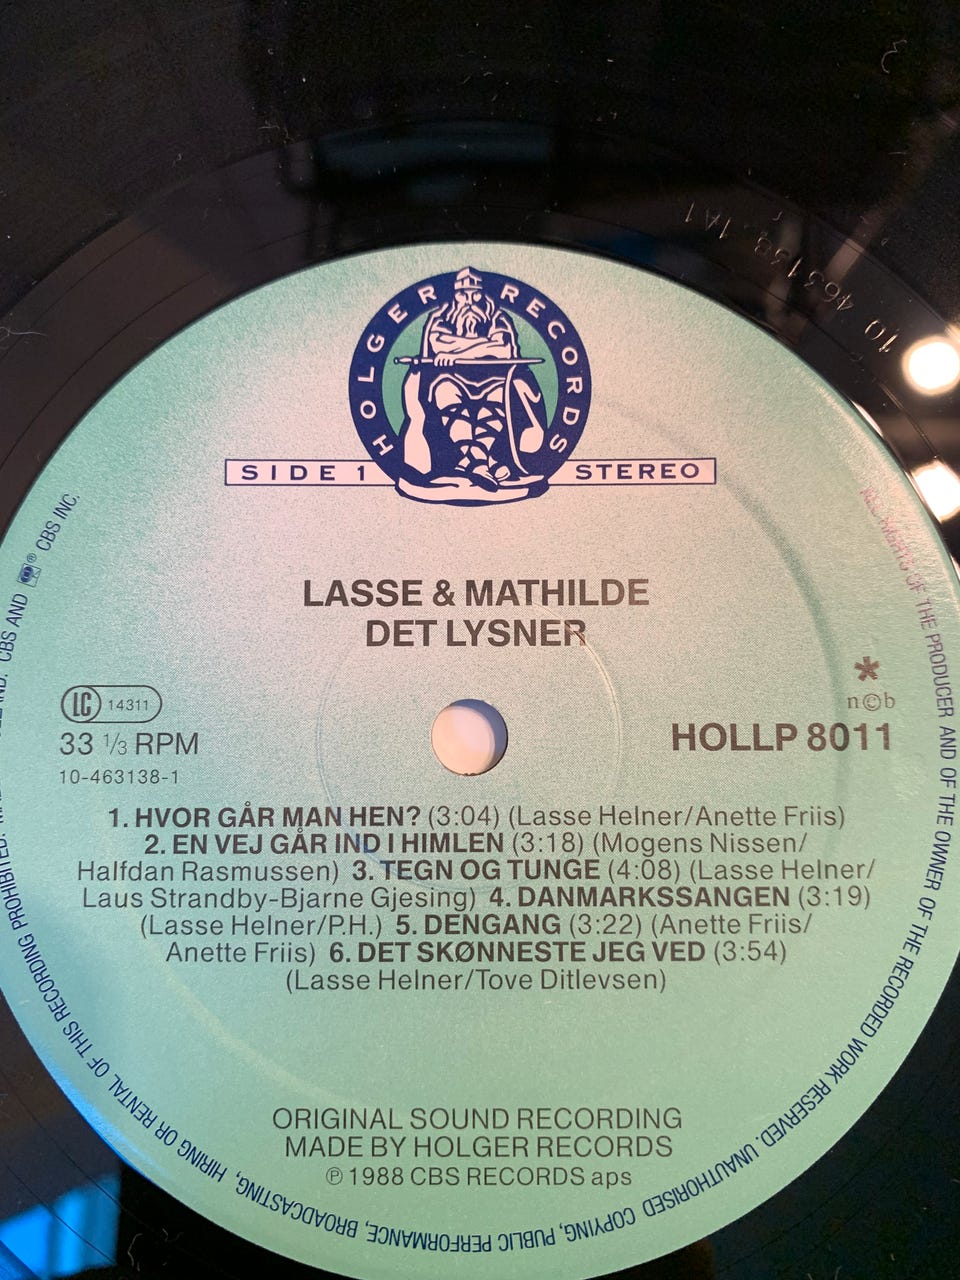 HOLGER RECORDS
SIDE 1
STEREO
LASSE & MATHILDE
DET LYSNER
LC 14311
33 1/3 RPM
10-463138-1
*
n©b
HOLLP 8011
1. HVOR GÅR MAN HEN? (3:04) (Lasse Helner/Anette Friis)
2. EN VEJ GÅR IND I HIMLEN (3:18) (Mogens Nissen/
Halfdan Rasmussen) 3. TEGN OG TUNGE (4:08) (Lasse Helner/
Laus Strandby-Bjarne Gjesing) 4. DANMARKSSANGEN (3:19)
(Lasse Helner/P.H.) 5. DENGANG (3:22) (Anette Friis/
Anette Friis) 6. DET SKØNNESTE JEG VED (3:54)
(Lasse Helner/Tove Ditlevsen)
ORIGINAL SOUND RECORDING
MADE BY HOLGER RECORDS
℗ 1988 CBS RECORDS aps
OF THE PRODUCER AND OF THE OWNER OF THE RECORDED WORK RESERVED. UNAUTHORISED COPYING, PUBLIC PERFORMANCE, BROADCASTING, HIRING OR RENTAL OF THIS RECORDING PROHIBITED. CBS AND ® CBS INC.
10 463138 1A1